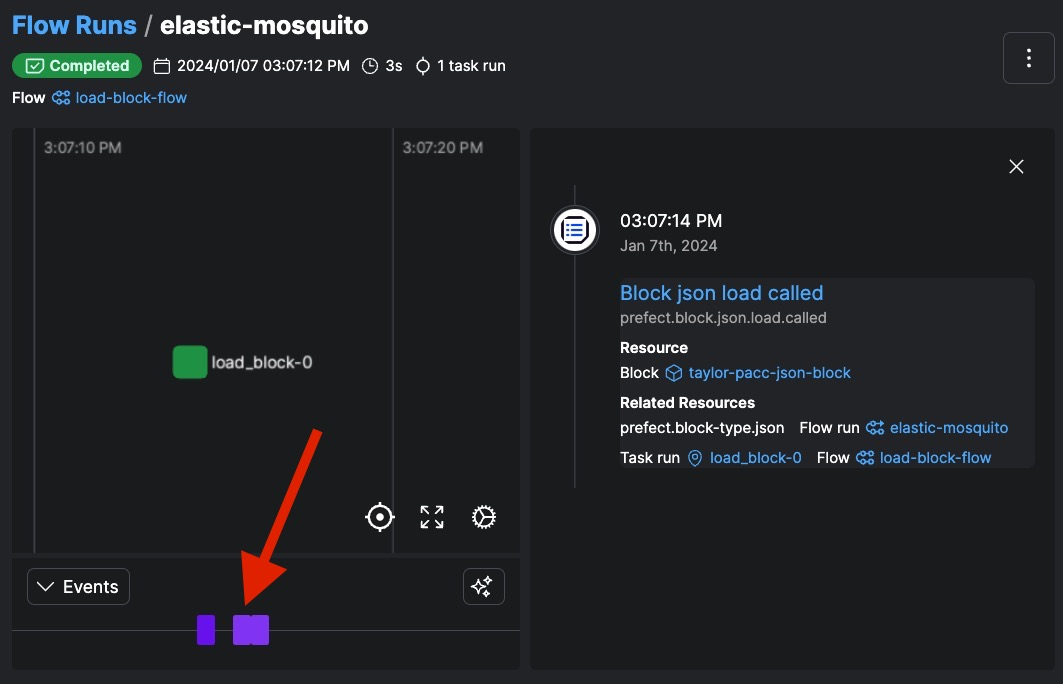 Flow Runs / elastic-mosquito
Completed 2024/01/07 03:07:12 PM 3s 1 task run
Flow load-block-flow
3:07:10 PM 3:07:20 PM
load_block-0
Events
03:07:14 PM
Jan 7th, 2024
Block json load called
prefect.block.json.load.called
Resource
Block taylor-pacc-json-block
Related Resources
prefect.block-type.json Flow run elastic-mosquito
Task run load_block-0 Flow load-block-flow